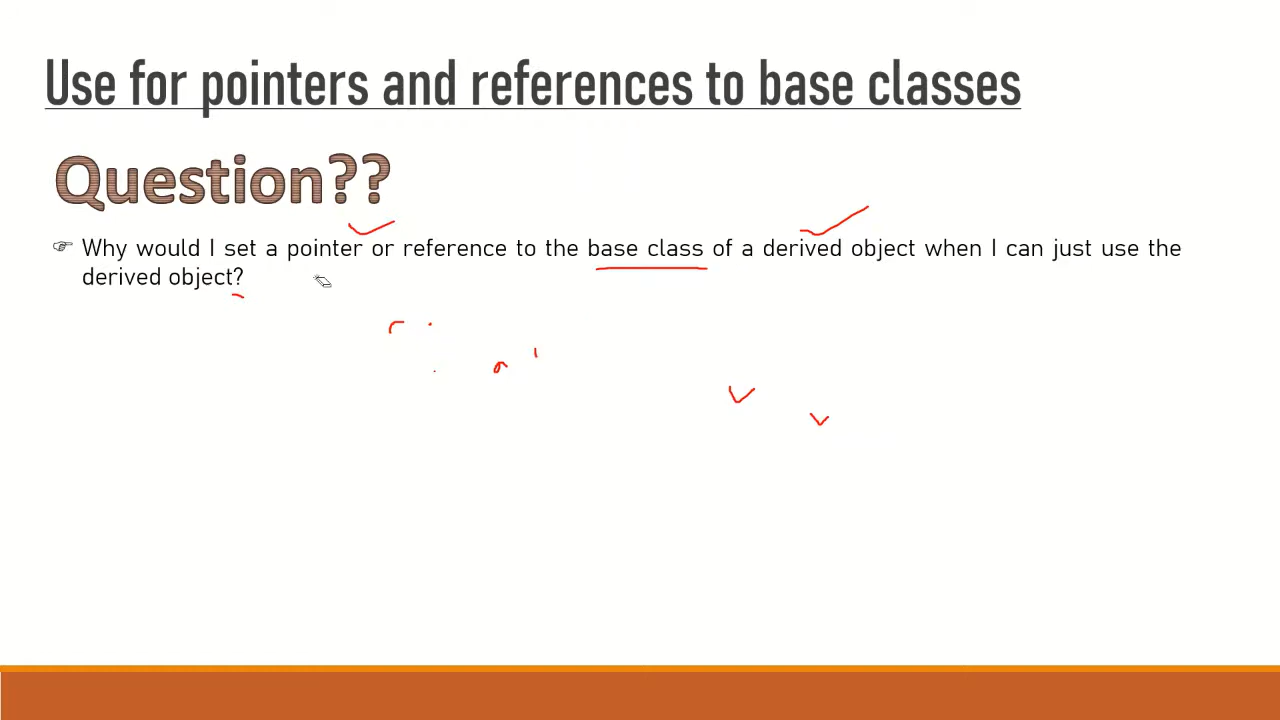 Use for pointers and references to base classes
Question??
☞ Why would I set a pointer or reference to the base class of a derived object when I can just use the
derived object?